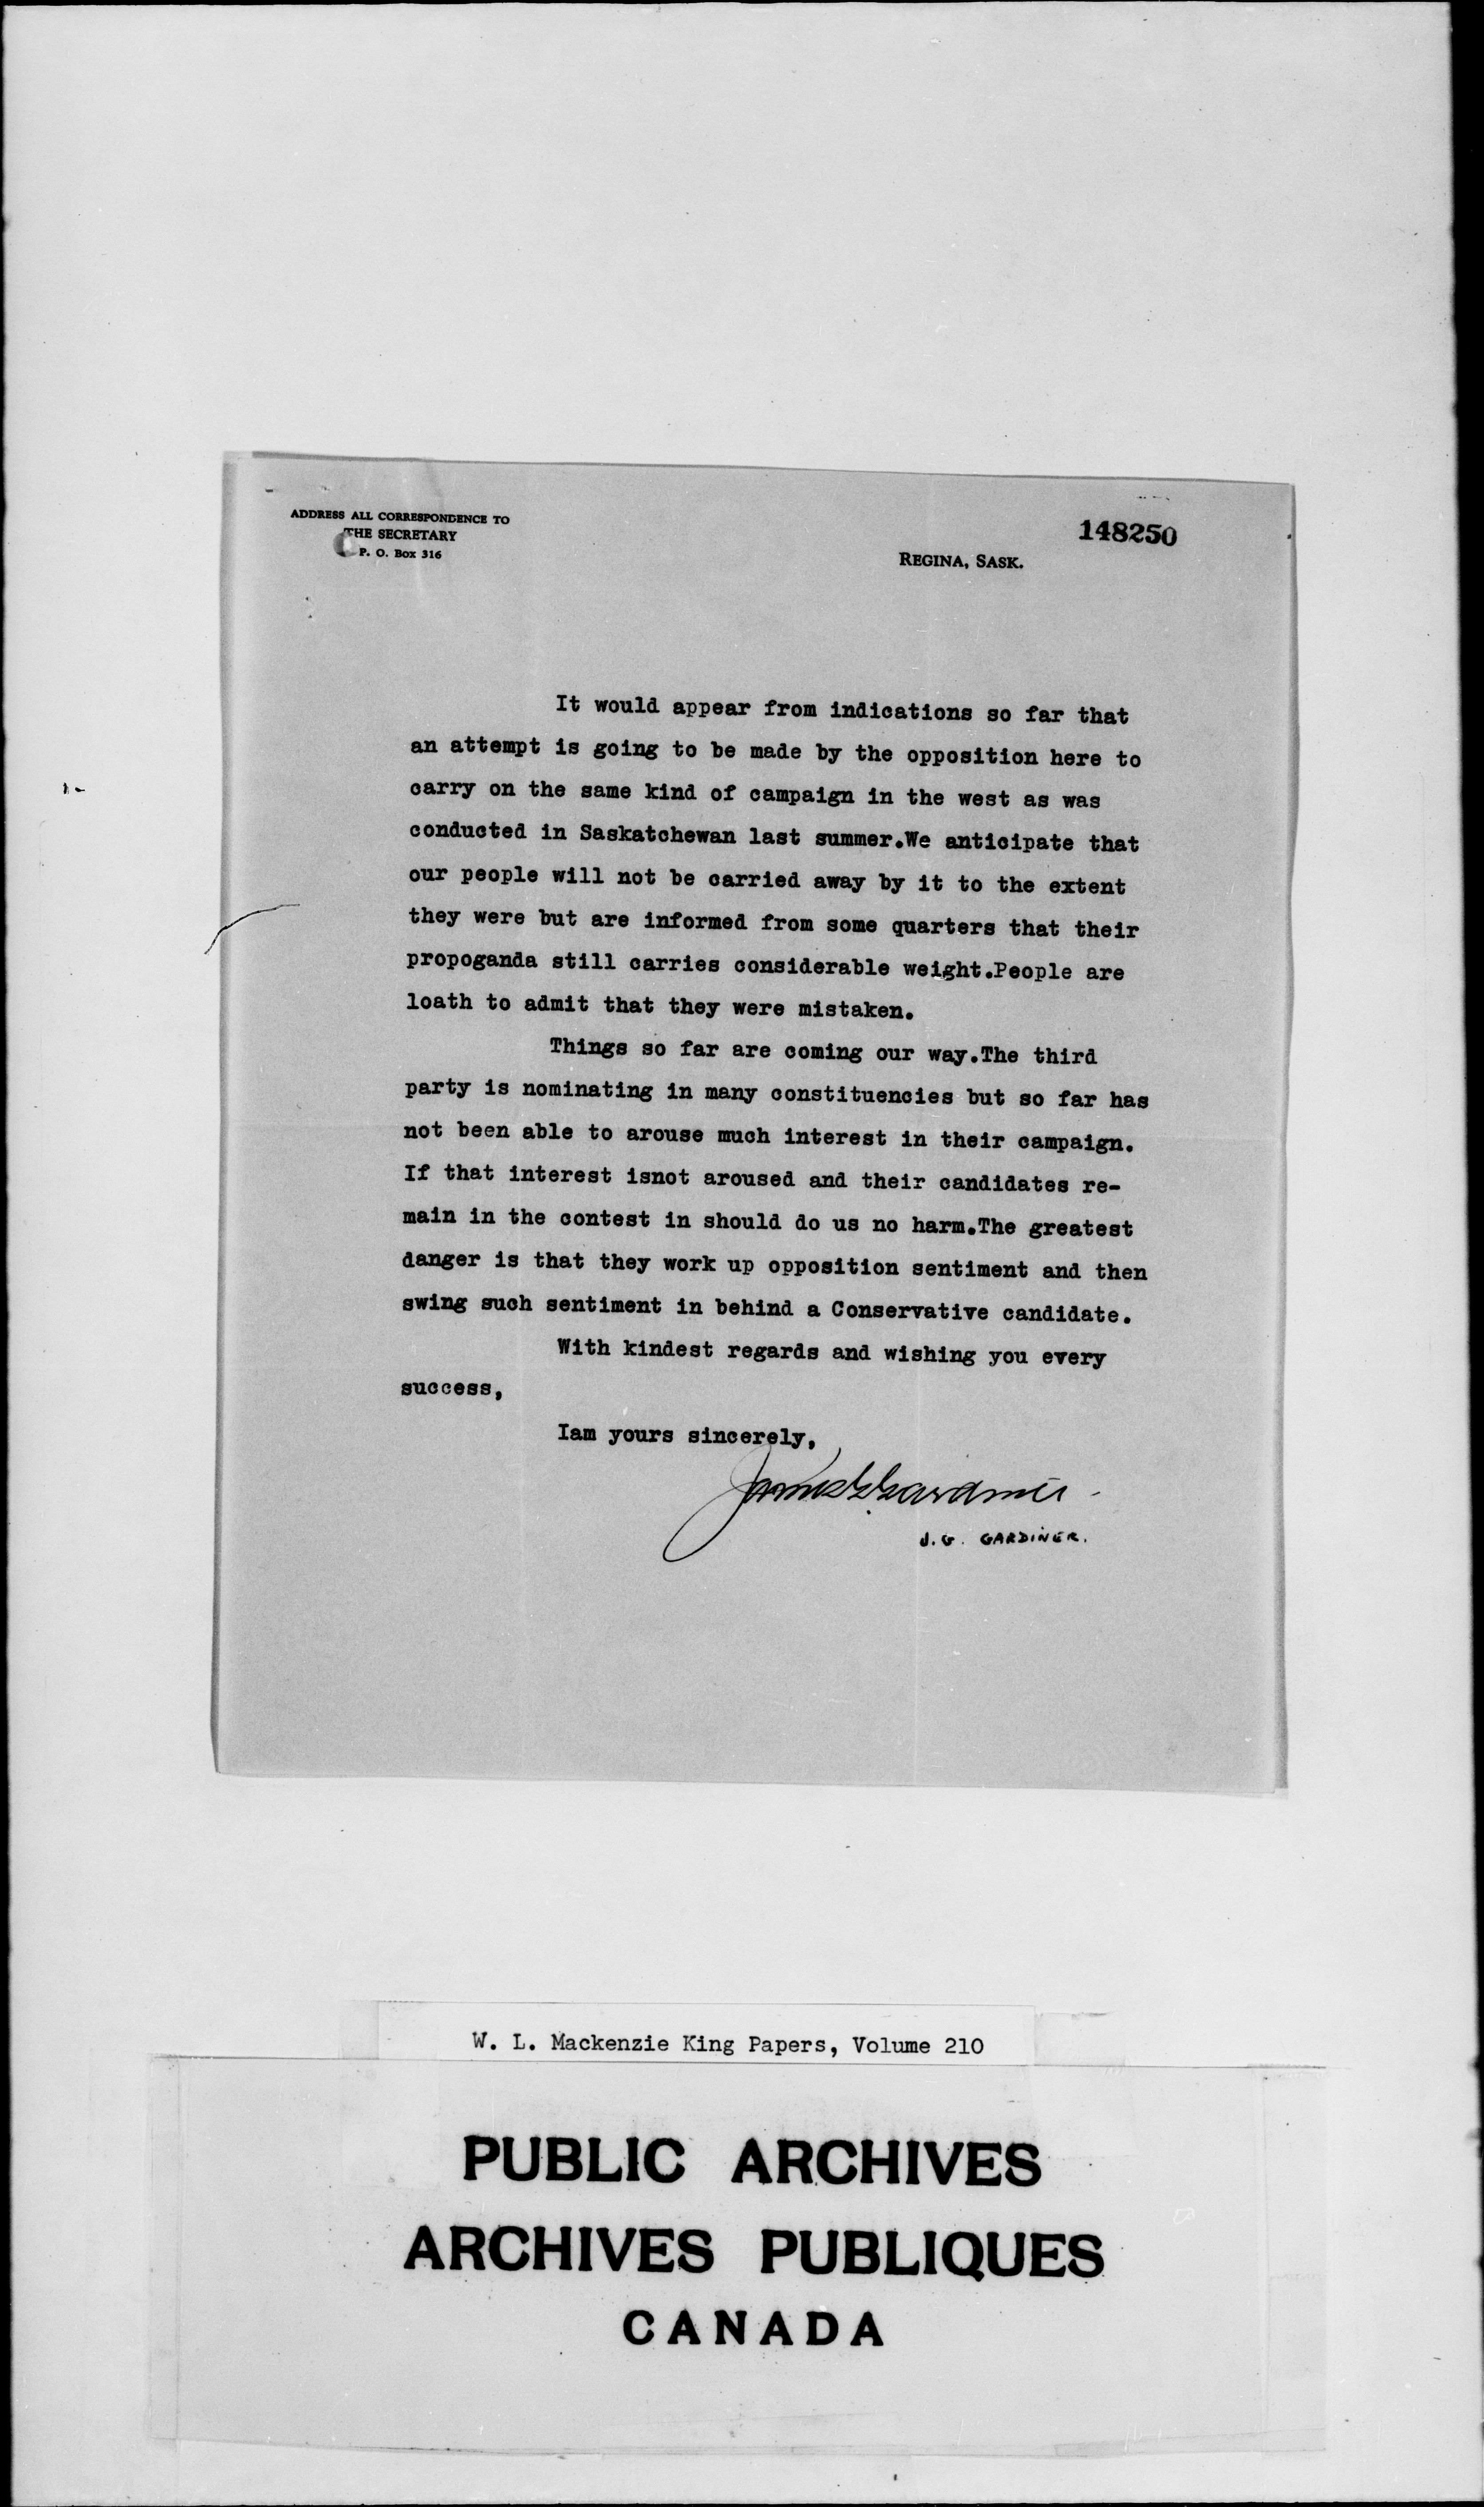 ADDRESS ALL CORRESPONDENCE TO
THE SECRETARY
P. O. Box 316
148250
REGINA, SASK.
It would appear from indications so far that
an attempt is going to be made by the opposition here to
carry on the same kind of campaign in the west as was
conducted in Saskatchewan last summer.We anticipate that
our people will not be carried away by it to the extent
they were but are informed from some quarters that their
propoganda still carries considerable weight.People are
loath to admit that they were mistaken.
Things so far are coming our way.The third
party is nominating in many constituencies but so far has
not been able to arouse much interest in their campaign.
If that interest isnot aroused and their candidates re-
main in the contest in should do us no harm.The greatest
danger is that they work up opposition sentiment and then
swing such sentiment in behind a Conservative candidate.
With kindest regards and wishing you every
success,
Iam yours sincerely,
James G. Gardiner
J. G. GARDINER.
W. L. Mackenzie King Papers, Volume 210
PUBLIC ARCHIVES
ARCHIVES PUBLIQUES
CANADA